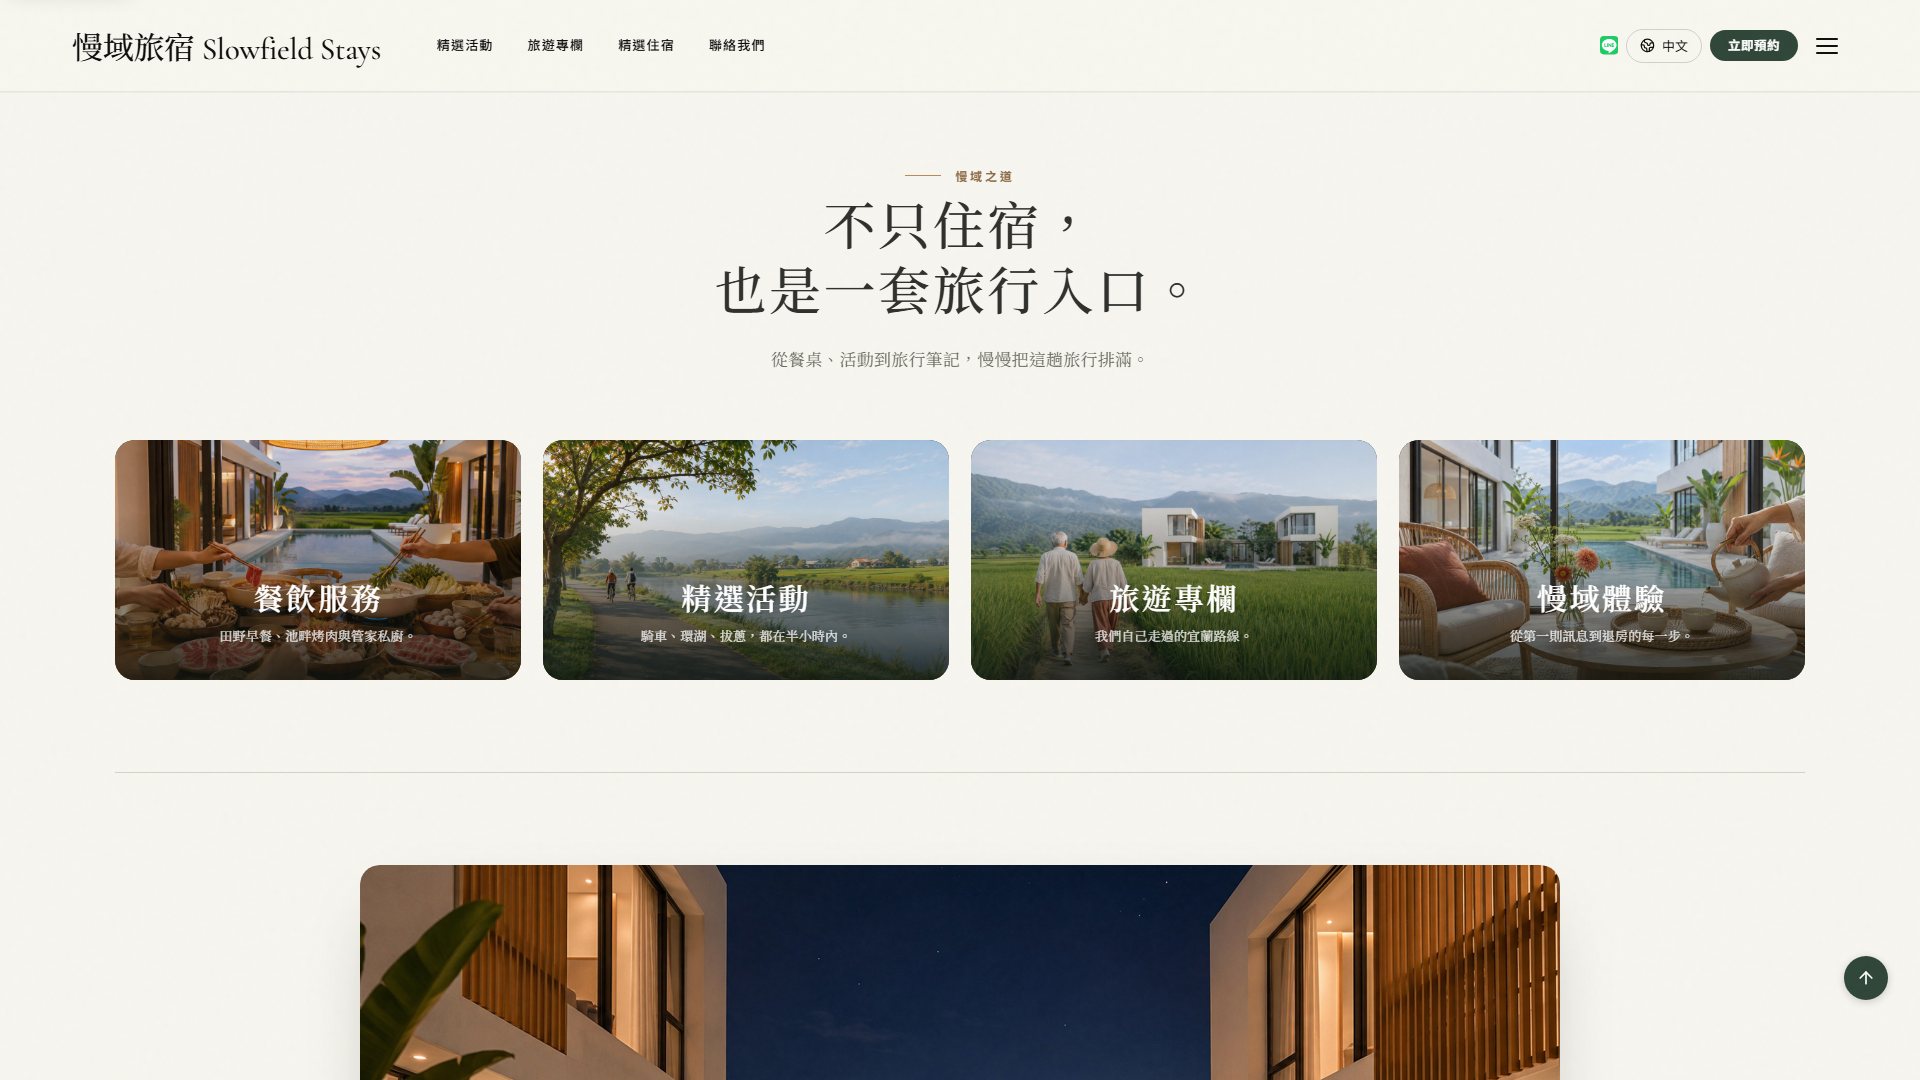 慢域旅宿 Slowfield Stays
精選活動
旅遊專欄
精選住宿
聯絡我們
LINE
中文
立即預約
慢域之道
不只住宿，
也是一套旅行入口。
從餐桌、活動到旅行筆記，慢慢把這趟旅行排滿。
餐飲服務
田野早餐、池畔烤肉與管家私廚。
精選活動
騎車、環湖、拔蔥，都在半小時內。
旅遊專欄
我們自己走過的宜蘭路線。
慢域體驗
從第一則訊息到退房的每一步。